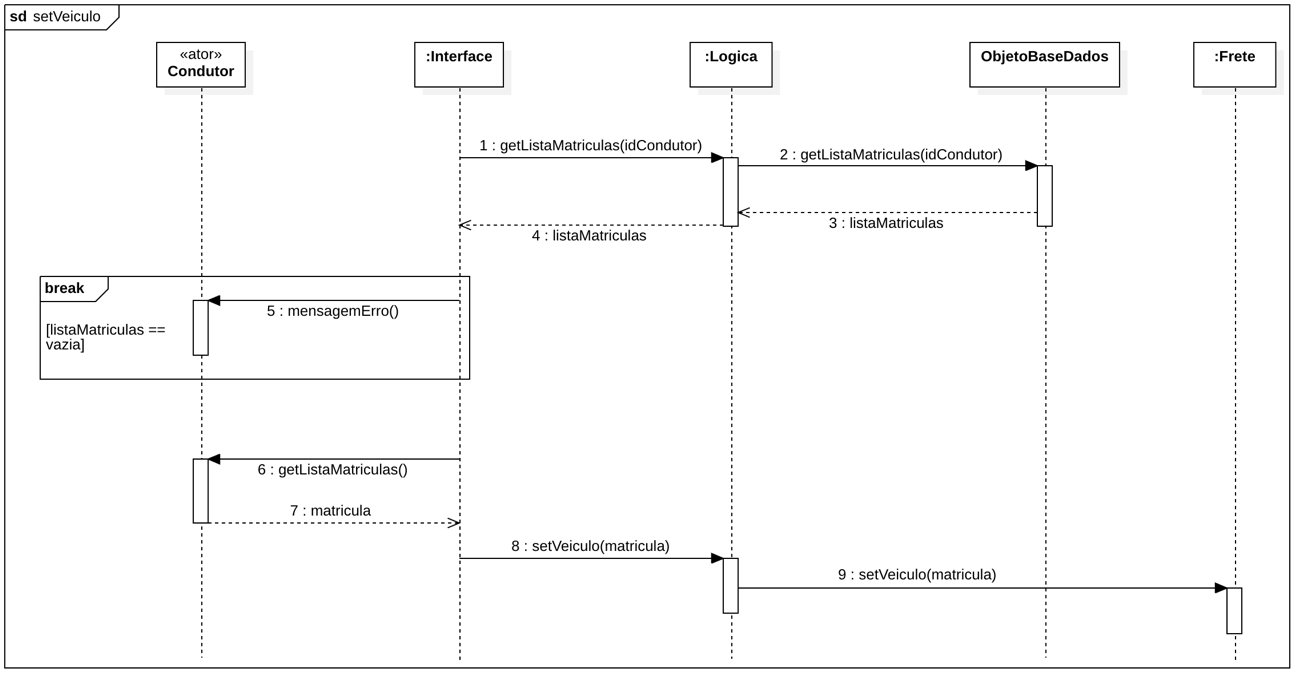 sd setVeiculo
«ator»
Condutor
:Interface
:Logica
ObjetoBaseDados
:Frete
1 : getListaMatriculas(idCondutor)
2 : getListaMatriculas(idCondutor)
3 : listaMatriculas
4 : listaMatriculas
break
5 : mensagemErro()
[listaMatriculas ==
vazia]
6 : getListaMatriculas()
7 : matricula
8 : setVeiculo(matricula)
9 : setVeiculo(matricula)